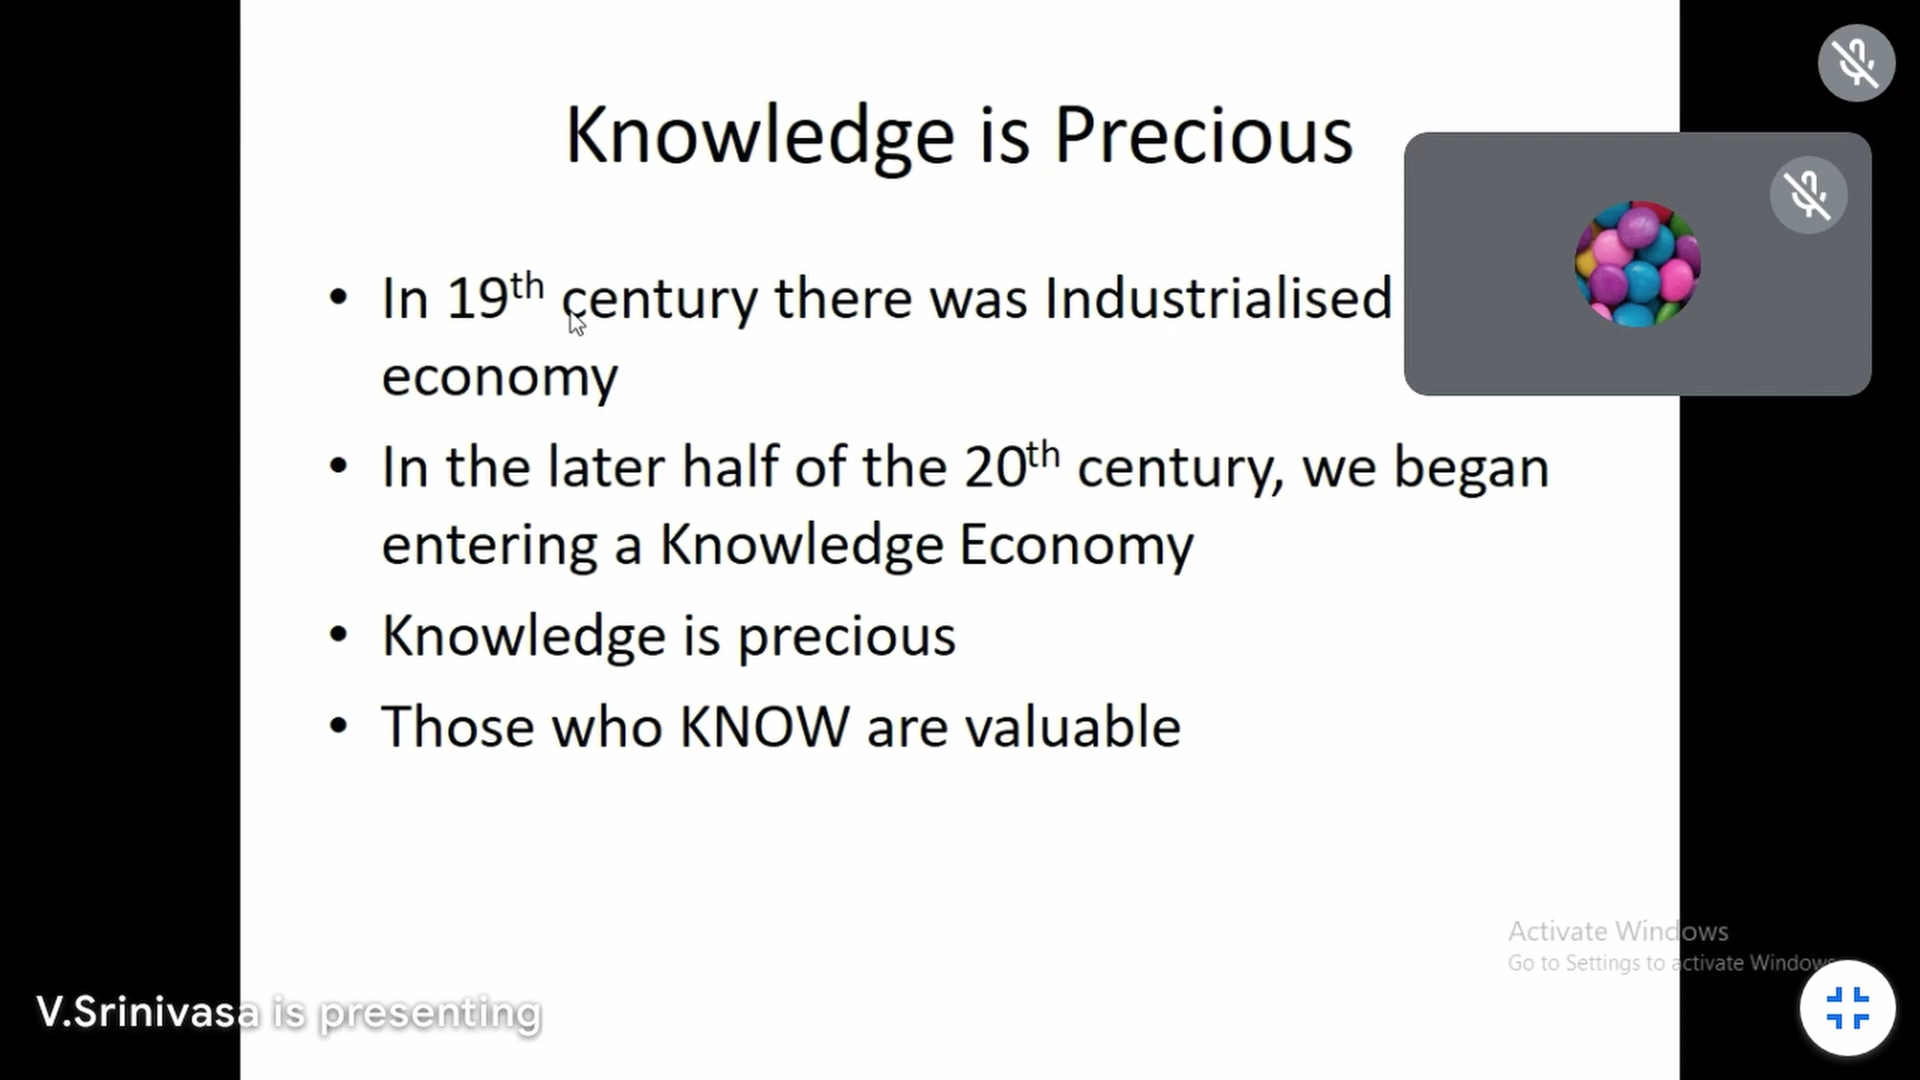 Knowledge is Precious
• In 19th century there was Industrialised
economy
• In the later half of the 20th century, we began
entering a Knowledge Economy
• Knowledge is precious
• Those who KNOW are valuable
Activate Windows
Go to Settings to activate Windows
V.Srinivasa is presenting